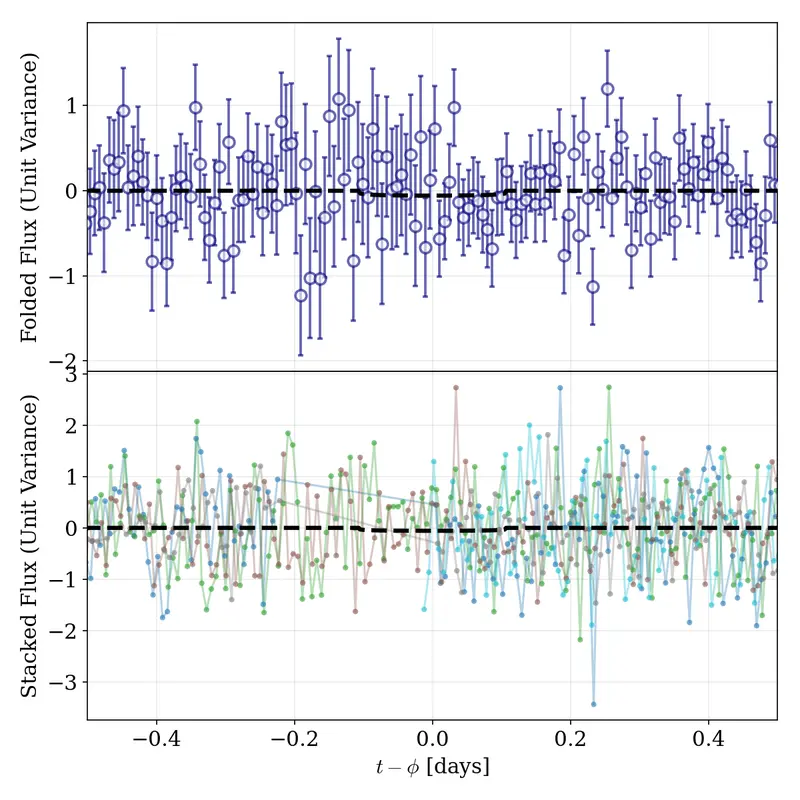 Folded Flux (Unit Variance)
1
0
−1
−2
Stacked Flux (Unit Variance)
3
2
1
0
−1
−2
−3
−0.4 −0.2 0.0 0.2 0.4
t − ϕ [days]